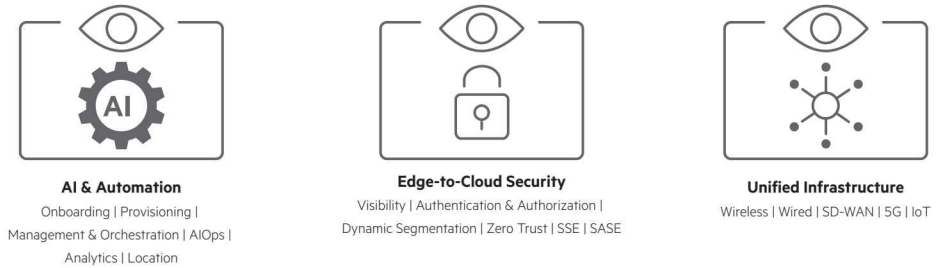 AI
AI & Automation
Onboarding | Provisioning |
Management & Orchestration | AIOps |
Analytics | Location
Edge-to-Cloud Security
Visibility | Authentication & Authorization |
Dynamic Segmentation | Zero Trust | SSE | SASE
Unified Infrastructure
Wireless | Wired | SD-WAN | 5G | IoT